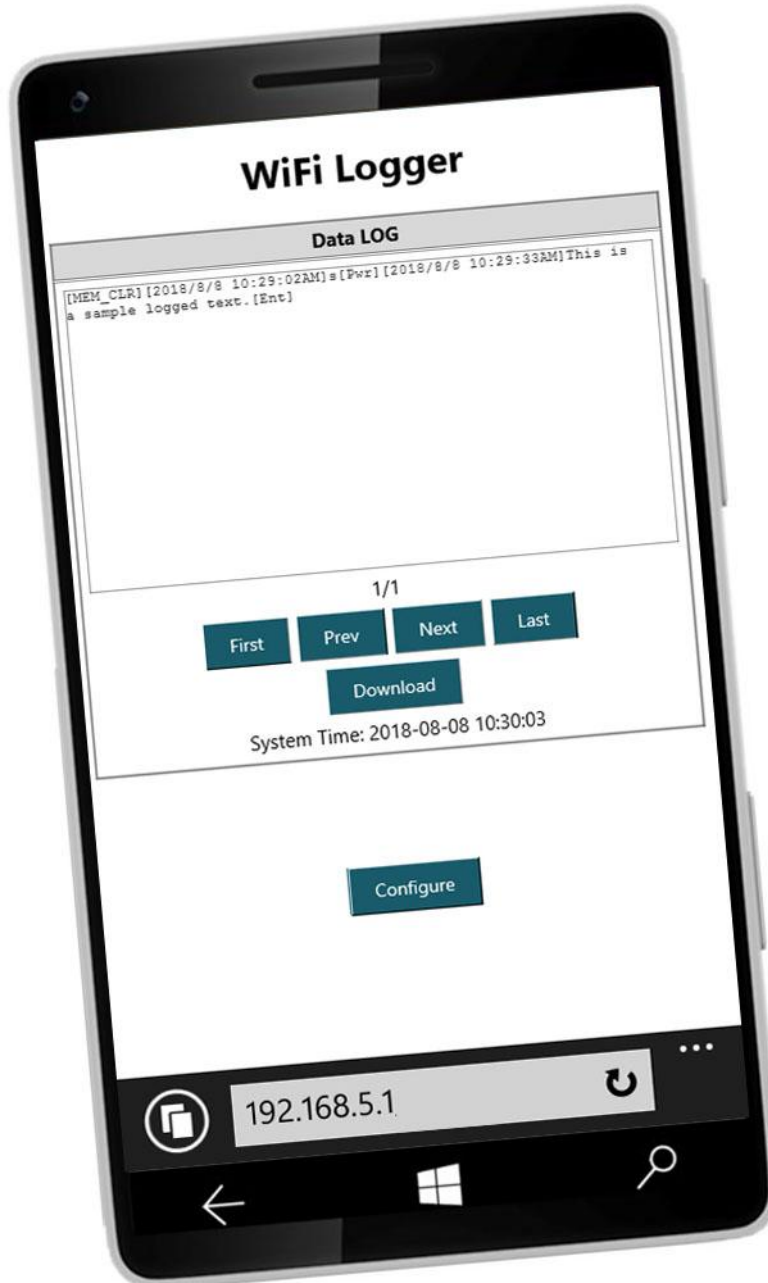 WiFi Logger
Data LOG
[MEM_CLR][2018/8/8 10:29:02AM]s[Pwr][2018/8/8 10:29:33AM]This is
a sample logged text.[Ent]
1/1
First Prev Next Last
Download
System Time: 2018-08-08 10:30:03
Configure
192.168.5.1